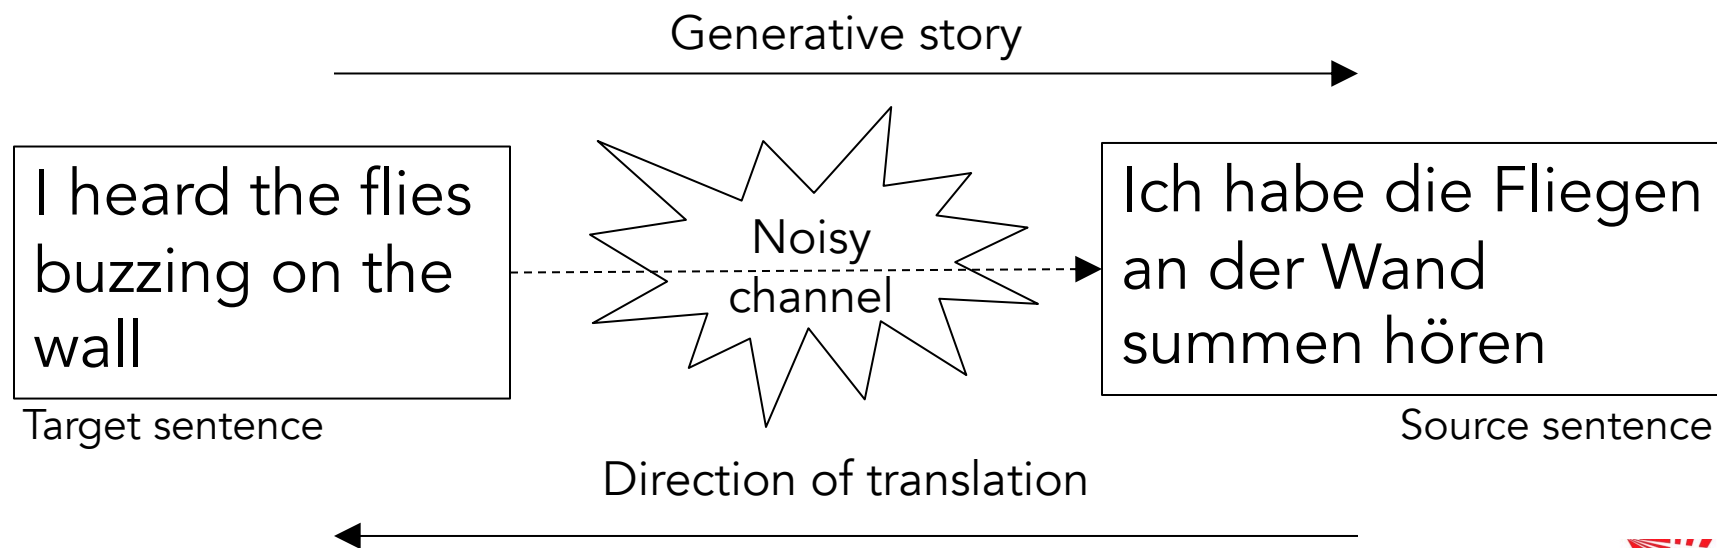 Generative story
I heard the flies
buzzing on the
wall
Target sentence
Noisy
channel
Ich habe die Fliegen
an der Wand
summen hören
Source sentence
Direction of translation